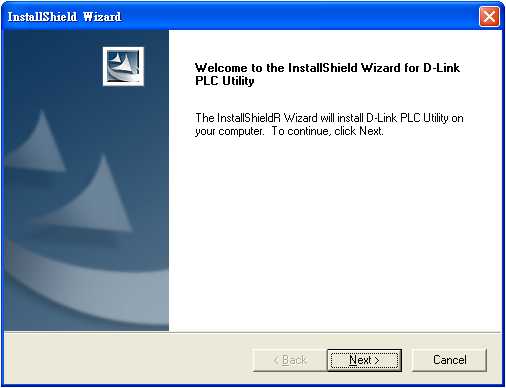 InstallShield Wizard
Welcome to the InstallShield Wizard for D-Link
PLC Utility
The InstallShieldR Wizard will install D-Link PLC Utility on
your computer. To continue, click Next.
< Back
Next >
Cancel